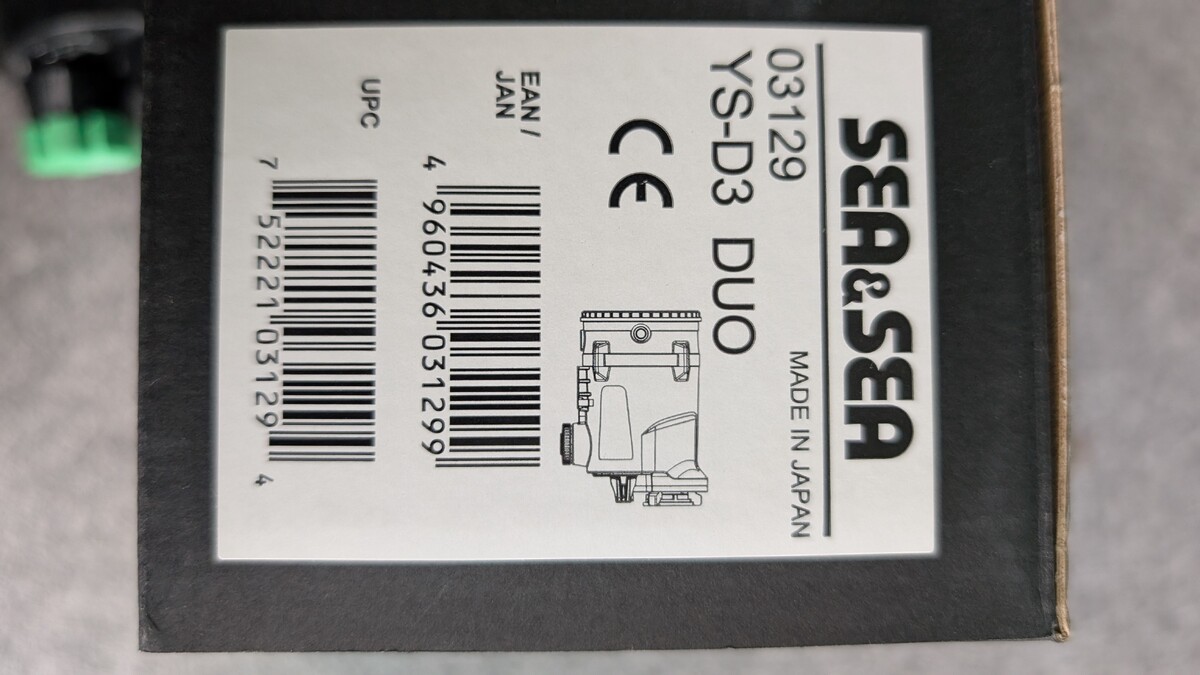 SEA&SEA
MADE IN JAPAN
03129
YS-D3 DUO
CE
EAN /
JAN
4 960436 031299
UPC
7 52221 03129 4